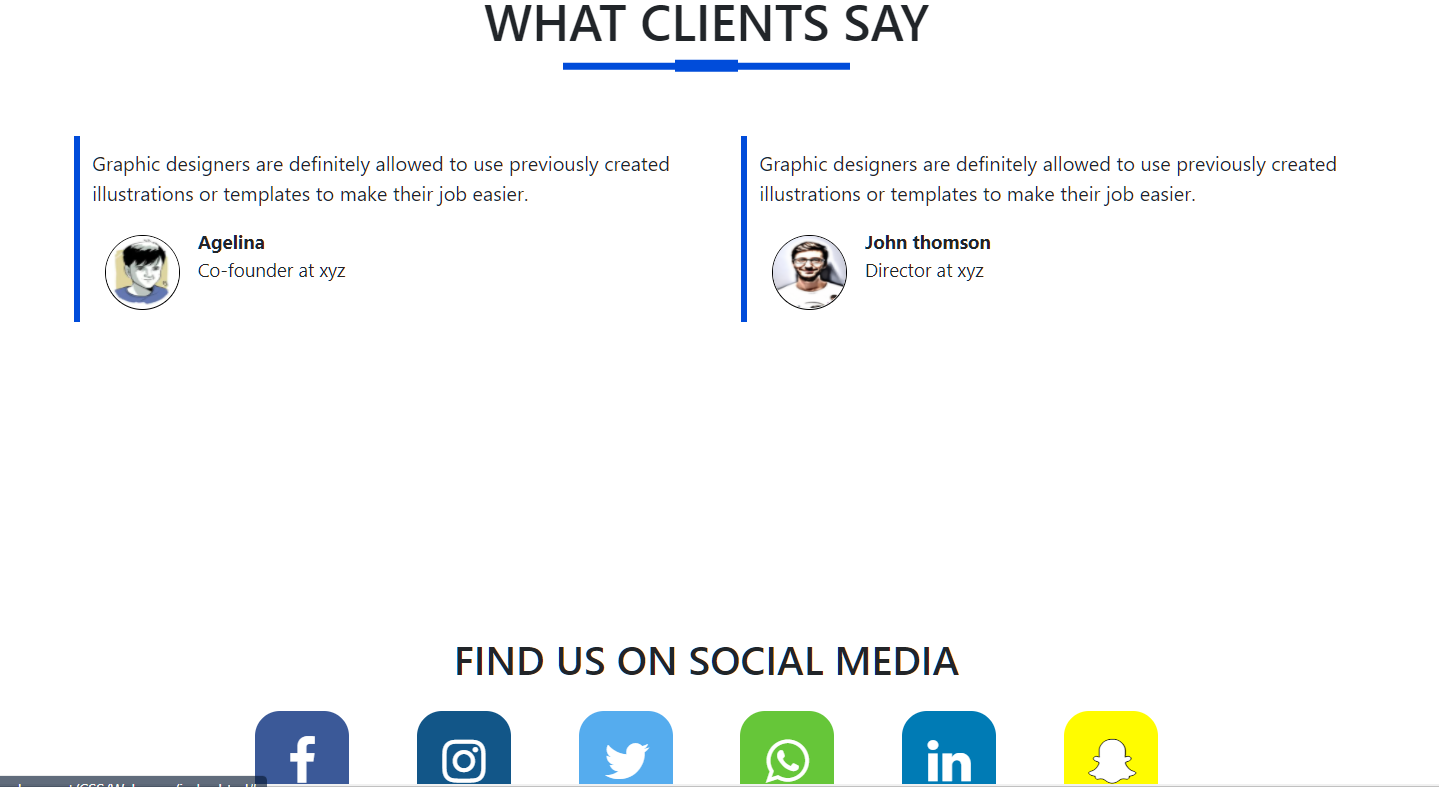 WHAT CLIENTS SAY
Graphic designers are definitely allowed to use previously created
illustrations or templates to make their job easier.
Agelina
Co-founder at xyz
Graphic designers are definitely allowed to use previously created
illustrations or templates to make their job easier.
John thomson
Director at xyz
FIND US ON SOCIAL MEDIA
f
in